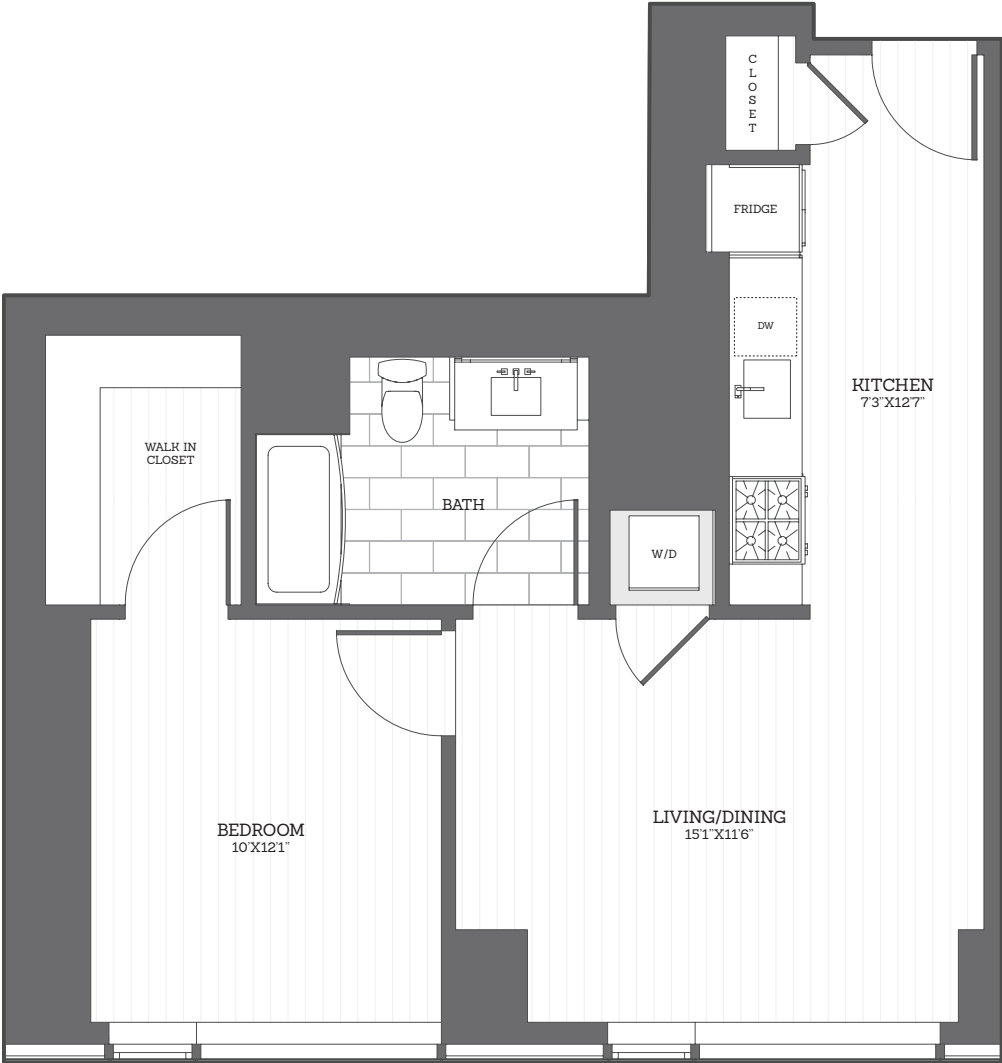 CLOSET
FRIDGE
DW
KITCHEN
7'3"X12'7"
WALK IN
CLOSET
BATH
W/D
LIVING/DINING
15'1"X11'6"
BEDROOM
10'X12'1"